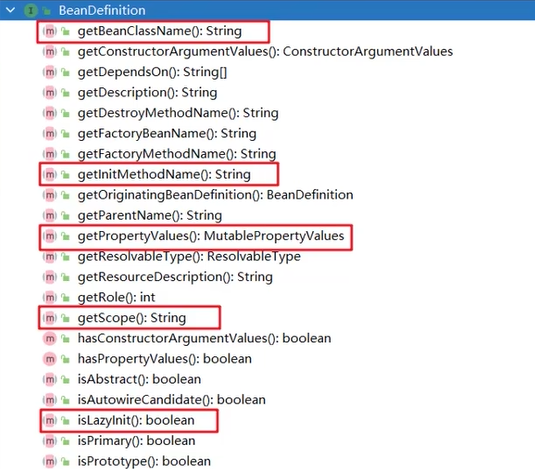 BeanDefinition
getBeanClassName(): String
getConstructorArgumentValues(): ConstructorArgumentValues
getDependsOn(): String[]
getDescription(): String
getDestroyMethodName(): String
getFactoryBeanName(): String
getFactoryMethodName(): String
getInitMethodName(): String
getOriginatingBeanDefinition(): BeanDefinition
getParentName(): String
getPropertyValues(): MutablePropertyValues
getResolvableType(): ResolvableType
getResourceDescription(): String
getRole(): int
getScope(): String
hasConstructorArgumentValues(): boolean
hasPropertyValues(): boolean
isAbstract(): boolean
isAutowireCandidate(): boolean
isLazyInit(): boolean
isPrimary(): boolean
isPrototype(): boolean